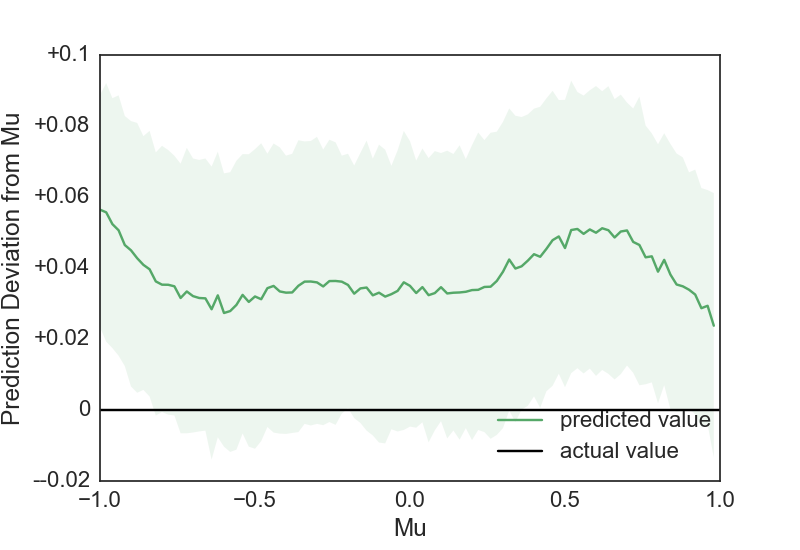 +0.1
+0.08
+0.06
+0.04
+0.02
0
--0.02
Prediction Deviation from Mu
predicted value
actual value
−1.0 −0.5 0.0 0.5 1.0
Mu